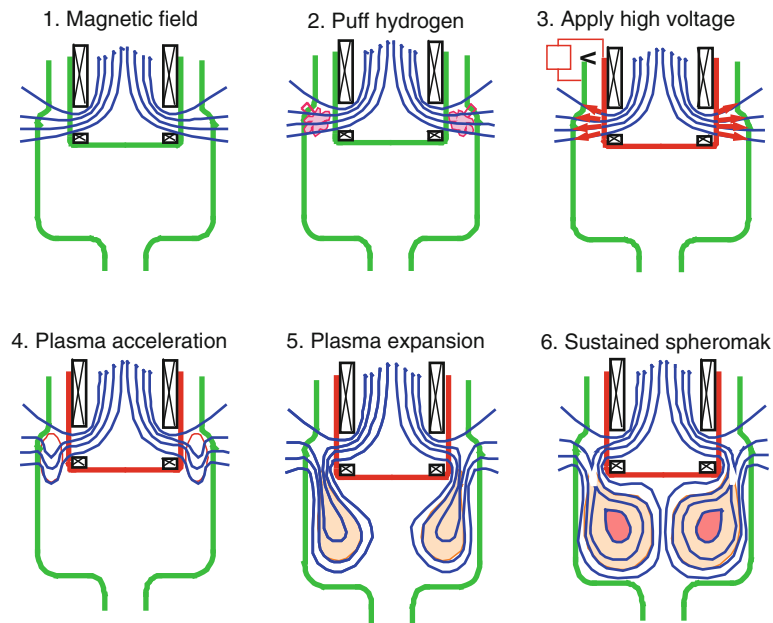 1. Magnetic field
2. Puff hydrogen
3. Apply high voltage
V
4. Plasma acceleration
5. Plasma expansion
6. Sustained spheromak